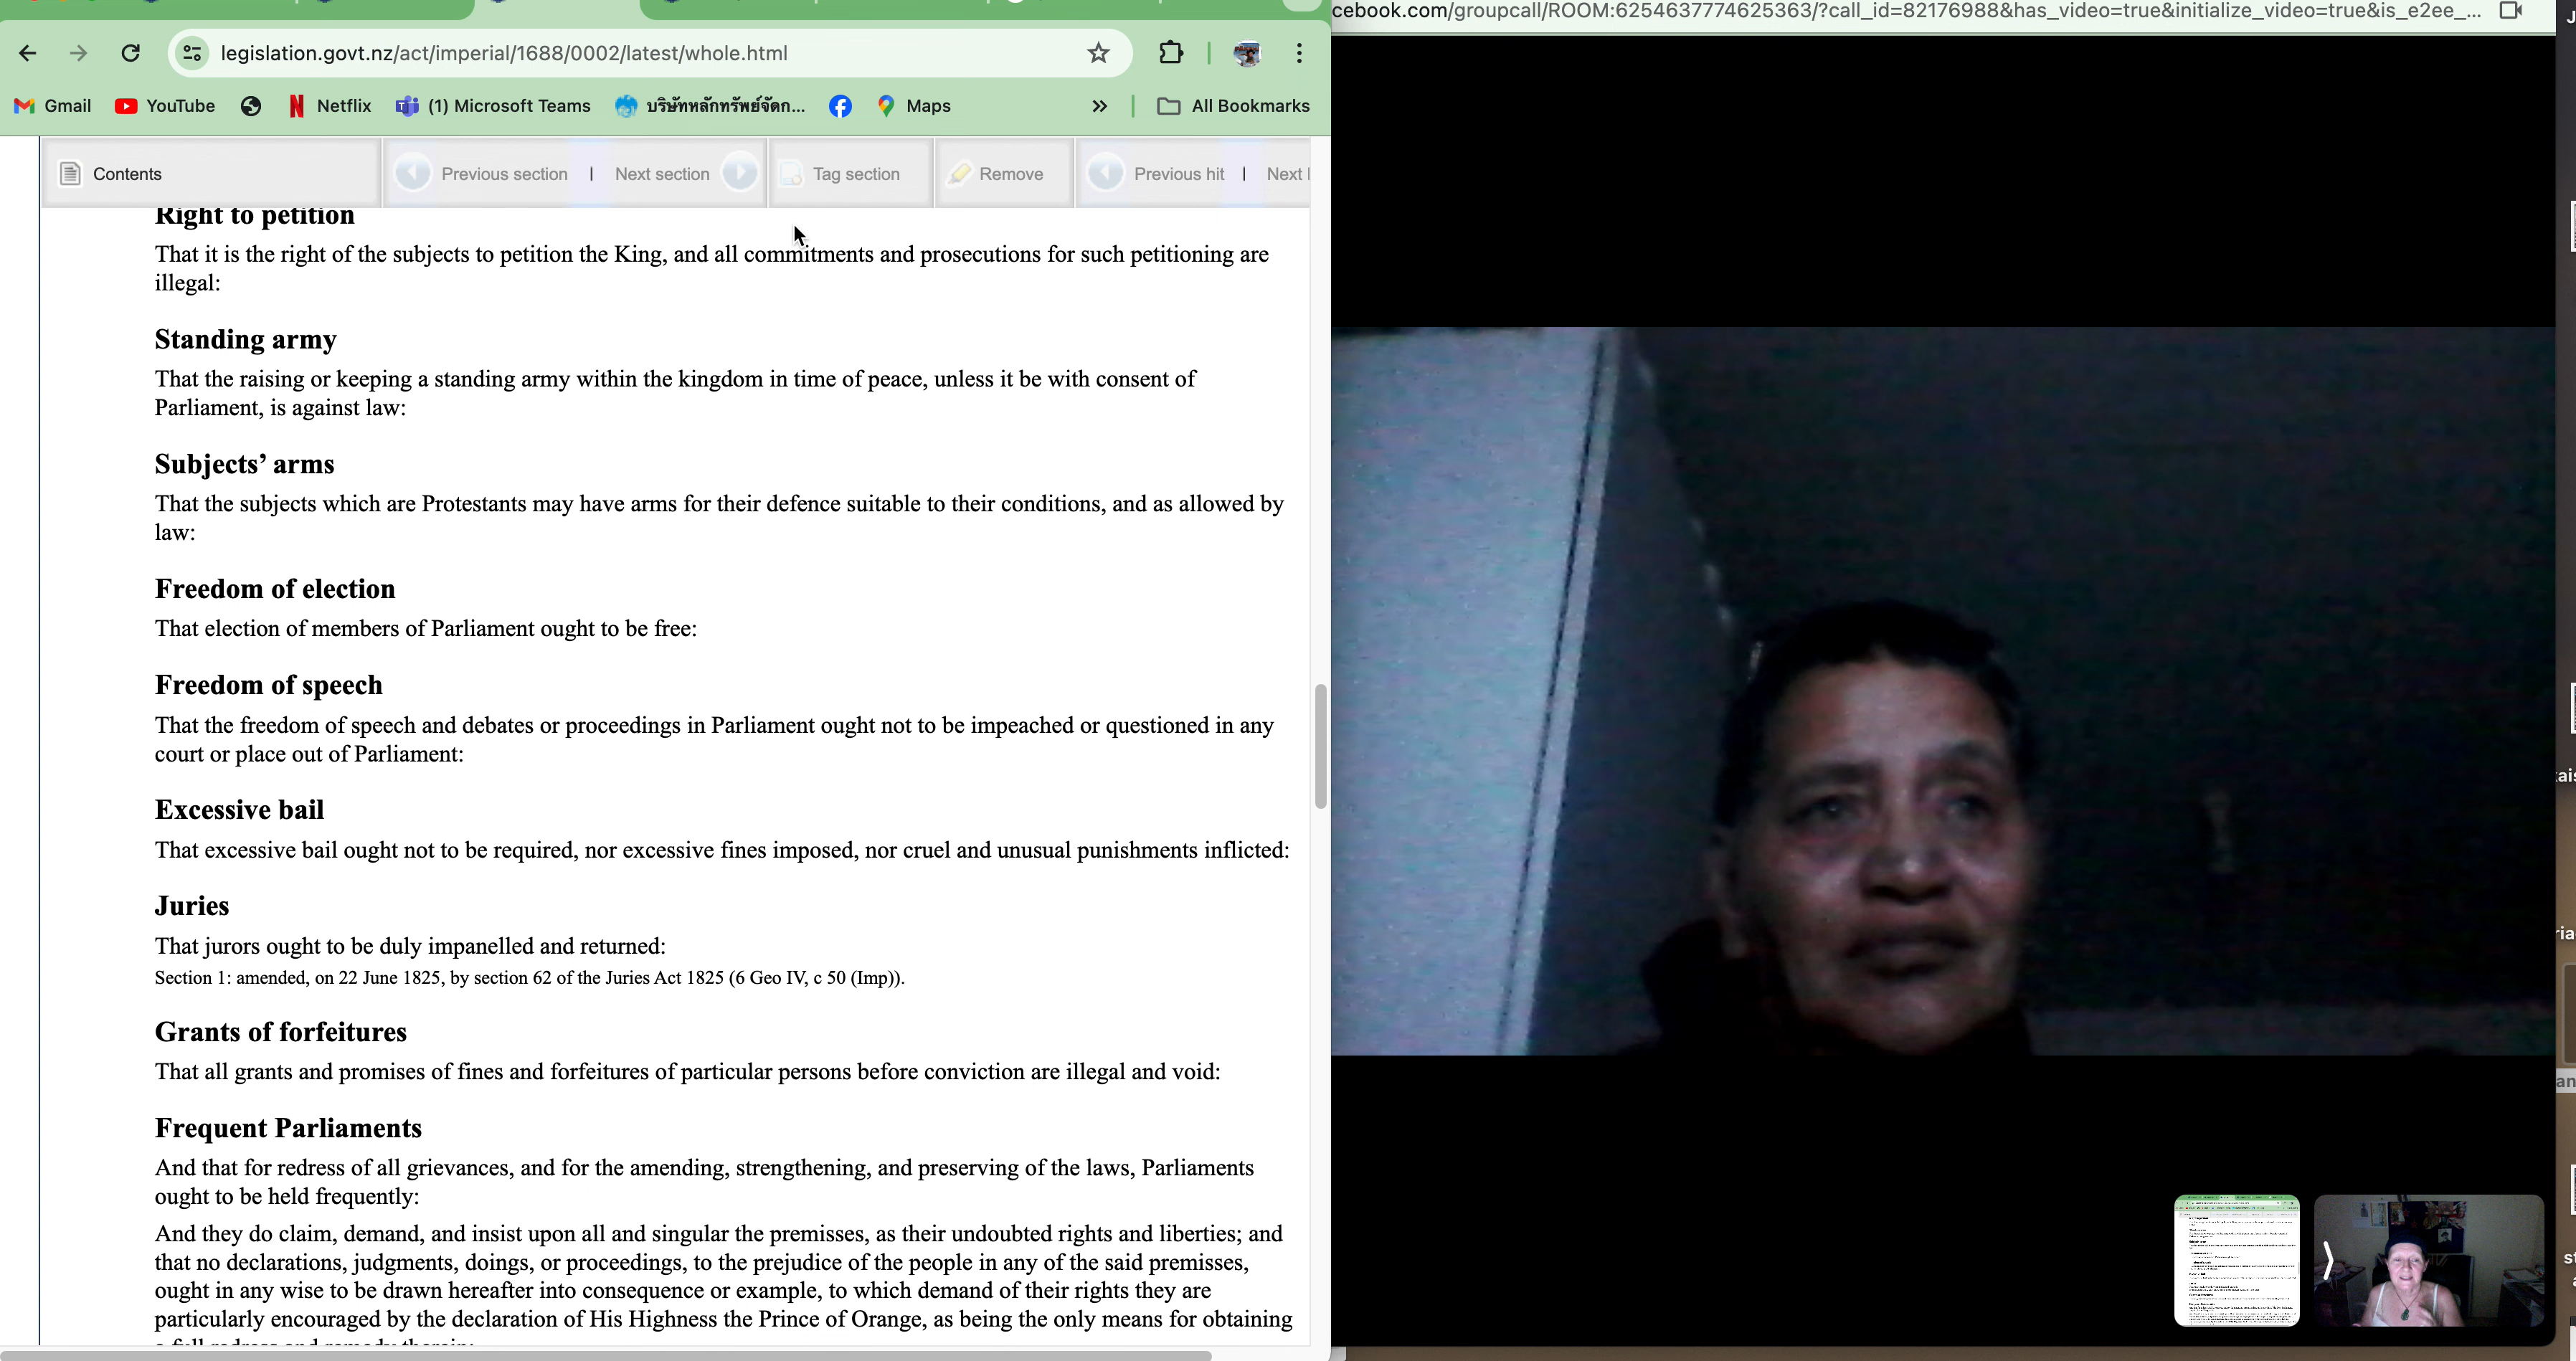 legislation.govt.nz/act/imperial/1688/0002/latest/whole.html
cebook.com/groupcall/ROOM:6254637774625363/?call_id=82176988&has_video=true&initialize_video=true&is_e2ee_...
Gmail YouTube Netflix (1) Microsoft Teams บริษัทหลักทรัพย์จัดก... Maps » All Bookmarks
Contents Previous section | Next section Tag section Remove Previous hit | Next
Right to petition
That it is the right of the subjects to petition the King, and all commitments and prosecutions for such petitioning are
illegal:
Standing army
That the raising or keeping a standing army within the kingdom in time of peace, unless it be with consent of
Parliament, is against law:
Subjects’ arms
That the subjects which are Protestants may have arms for their defence suitable to their conditions, and as allowed by
law:
Freedom of election
That election of members of Parliament ought to be free:
Freedom of speech
That the freedom of speech and debates or proceedings in Parliament ought not to be impeached or questioned in any
court or place out of Parliament:
Excessive bail
That excessive bail ought not to be required, nor excessive fines imposed, nor cruel and unusual punishments inflicted:
Juries
That jurors ought to be duly impanelled and returned:
Section 1: amended, on 22 June 1825, by section 62 of the Juries Act 1825 (6 Geo IV, c 50 (Imp)).
Grants of forfeitures
That all grants and promises of fines and forfeitures of particular persons before conviction are illegal and void:
Frequent Parliaments
And that for redress of all grievances, and for the amending, strengthening, and preserving of the laws, Parliaments
ought to be held frequently:
And they do claim, demand, and insist upon all and singular the premisses, as their undoubted rights and liberties; and
that no declarations, judgments, doings, or proceedings, to the prejudice of the people in any of the said premisses,
ought in any wise to be drawn hereafter into consequence or example, to which demand of their rights they are
particularly encouraged by the declaration of His Highness the Prince of Orange, as being the only means for obtaining